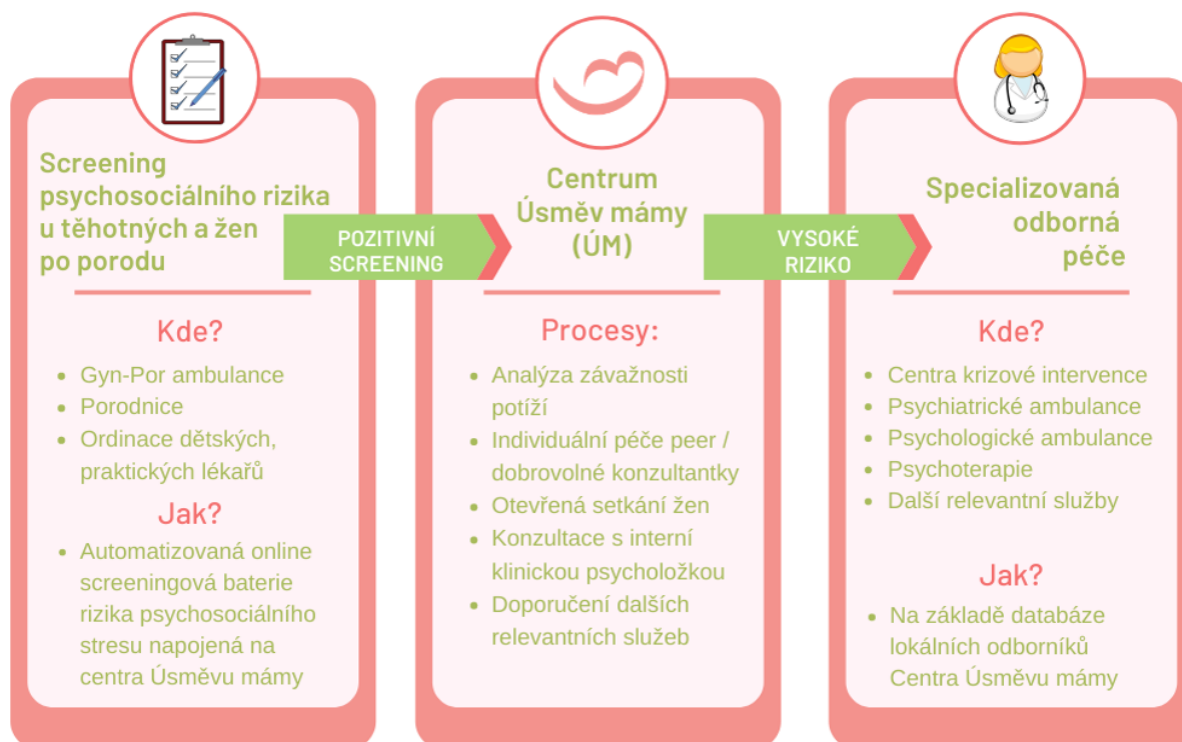 Screening
psychosociálního rizika
u těhotných a žen
po porodu
Kde?
• Gyn-Por ambulance
• Porodnice
• Ordinace dětských,
praktických lékařů
Jak?
• Automatizovaná online
screeningová baterie
rizika psychosociálního
stresu napojená na
centra Úsměvu mámy
POZITIVNÍ
SCREENING
Centrum
Úsměv mámy
(ÚM)
Procesy:
• Analýza závažnosti
potíží
• Individuální péče peer /
dobrovolné konzultantky
• Otevřená setkání žen
• Konzultace s interní
klinickou psycholožkou
• Doporučení dalších
relevantních služeb
VYSOKÉ
RIZIKO
Specializovaná
odborná
péče
Kde?
• Centra krizové intervence
• Psychiatrické ambulance
• Psychologické ambulance
• Psychoterapie
• Další relevantní služby
Jak?
• Na základě databáze
lokálních odborníků
Centra Úsměvu mámy